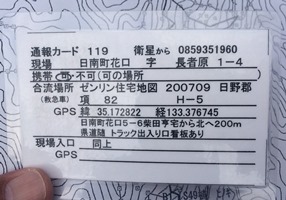 通報カード 119 衛星から 0859351960
現場 日南町花口 字 長者原 1-4
携帯 可 不可(可の場所
合流場所 ゼンリン住宅地図 200709 日野郡
(救急車) 項 82 H-5
GPS 緯 35.172822 経133.376745
日南町花口5-6柴田亨宅から北へ200m
県道随 トラック出入り口看板あり
現場入口 同上
GPS